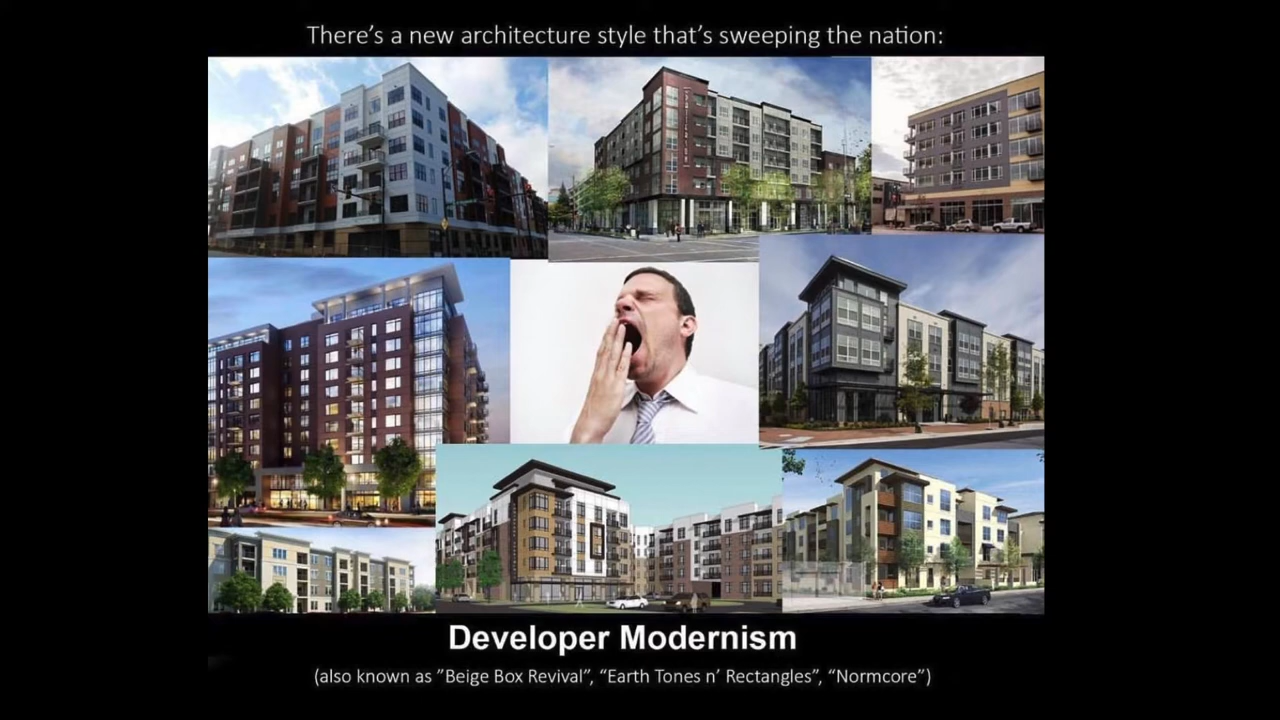 There’s a new architecture style that’s sweeping the nation:
Developer Modernism
(also known as ”Beige Box Revival”, “Earth Tones n’ Rectangles”, “Normcore”)